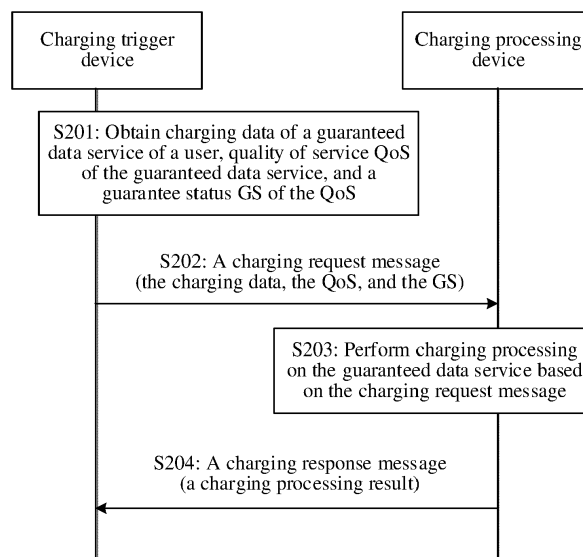 Charging trigger
device
Charging processing
device
S201: Obtain charging data of a guaranteed
data service of a user, quality of service QoS
of the guaranteed data service, and a
guarantee status GS of the QoS
S202: A charging request message
(the charging data, the QoS, and the GS)
S203: Perform charging processing
on the guaranteed data service based
on the charging request message
S204: A charging response message
(a charging processing result)